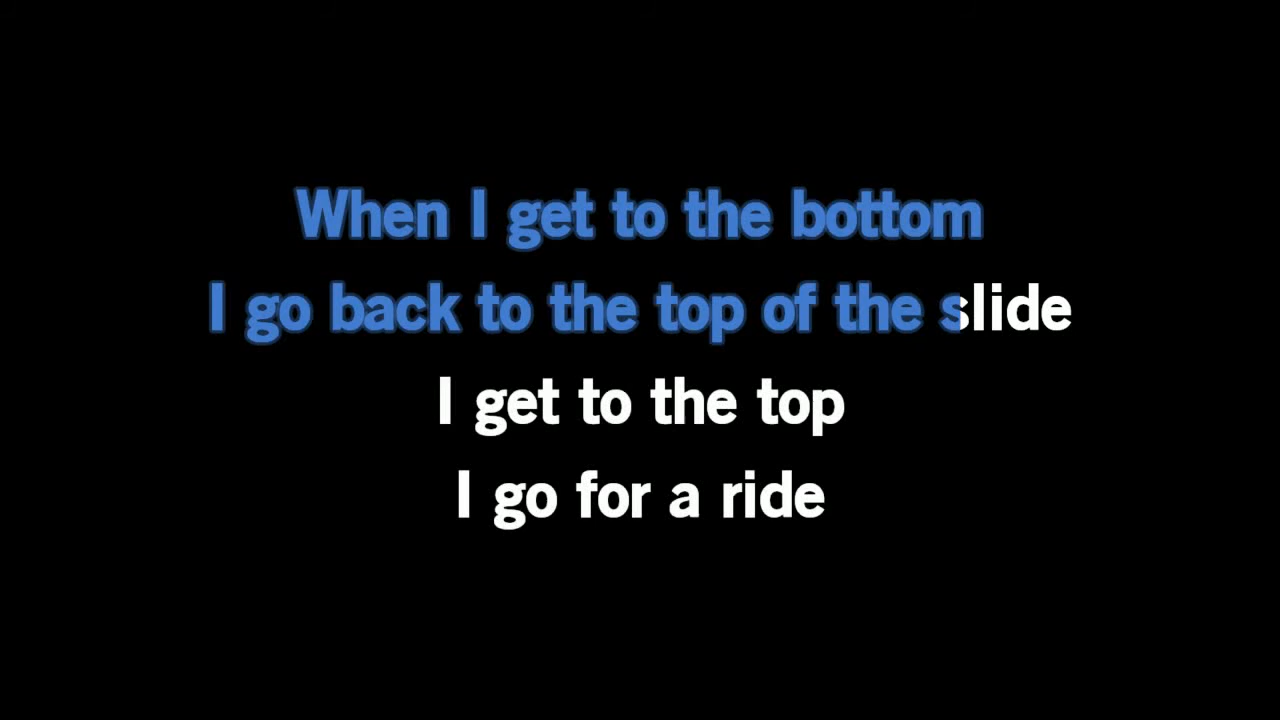 When I get to the bottom
I go back to the top of the slide
I get to the top
I go for a ride